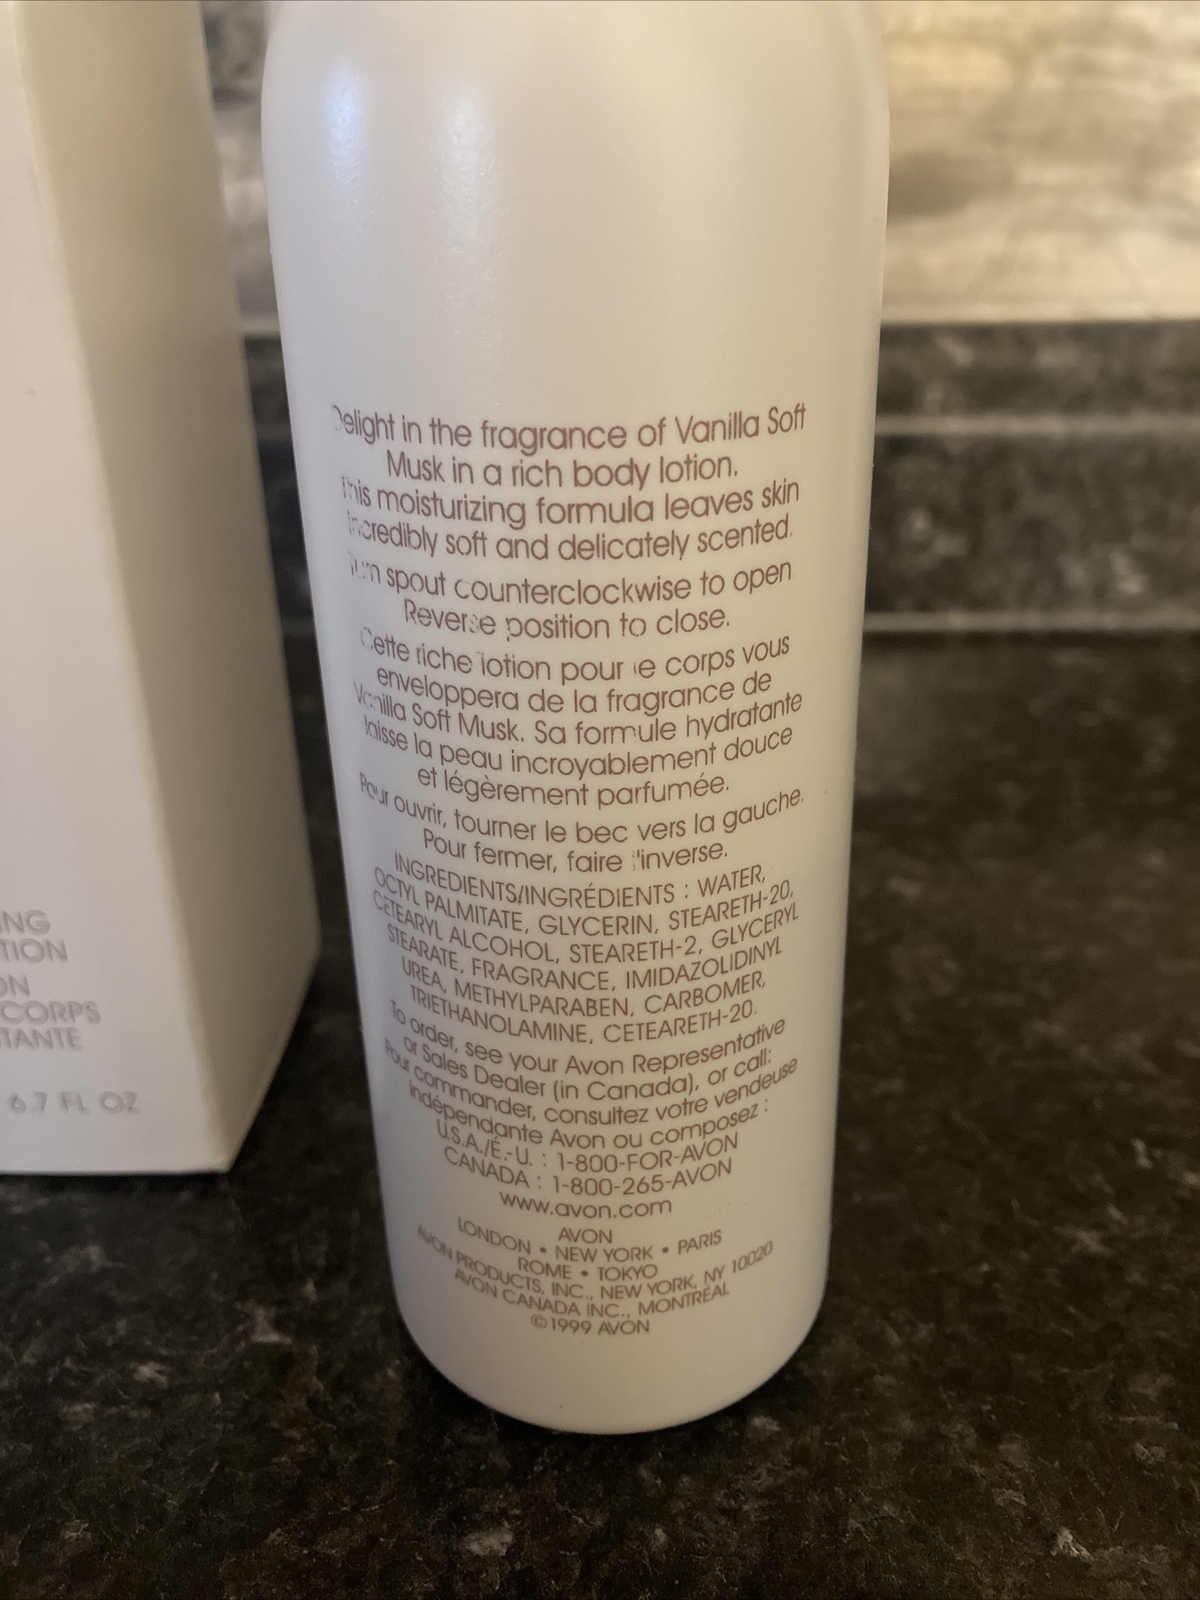 Delight in the fragrance of Vanilla Soft
Musk in a rich body lotion.
This moisturizing formula leaves skin
incredibly soft and delicately scented.
Turn spout counterclockwise to open
Reverse position to close.
Cette riche lotion pour le corps vous
enveloppera de la fragrance de
Vanilla Soft Musk. Sa formule hydratante
laisse la peau incroyablement douce
et légèrement parfumée.
Pour ouvrir, tourner le bec vers la gauche.
Pour fermer, faire l'inverse.
INGREDIENTS/INGRÉDIENTS : WATER,
OCTYL PALMITATE, GLYCERIN, STEARETH-20,
CETEARYL ALCOHOL, STEARETH-2, GLYCERYL
STEARATE, FRAGRANCE, IMIDAZOLIDINYL
UREA, METHYLPARABEN, CARBOMER,
TRIETHANOLAMINE, CETEARETH-20.
To order, see your Avon Representative
or Sales Dealer (in Canada), or call:
Pour commander, consultez votre vendeuse
indépendante Avon ou composez :
U.S.A./É.-U. : 1-800-FOR-AVON
CANADA : 1-800-265-AVON
www.avon.com
AVON
LONDON • NEW YORK • PARIS
ROME • TOKYO
AVON PRODUCTS, INC., NEW YORK, NY 10020
AVON CANADA INC., MONTRÉAL
©1999 AVON
ING
TION
ON
CORPS
TANTE
6.7 FL OZ